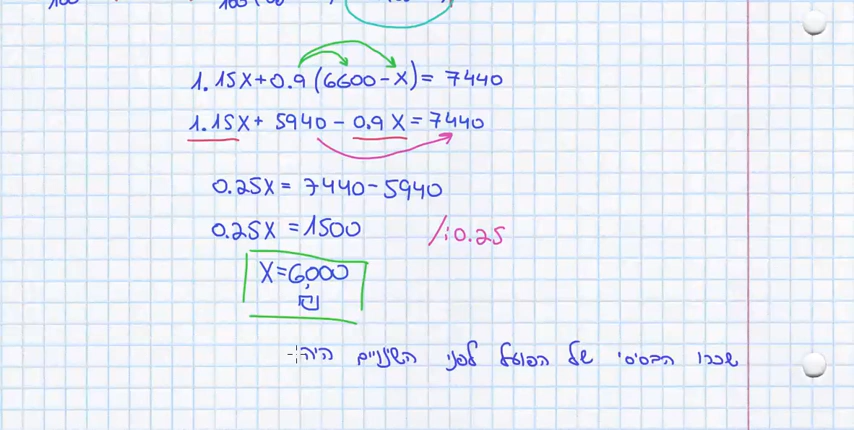 1.15X+0.9(6600-X)=7440
1.15X+5940-0.9X=7440
0.25X=7440-5940
0.25X=1500 /:0.25
X=6,000
₪
שכרו הבסיסי של הפועל לפני השינויים היה